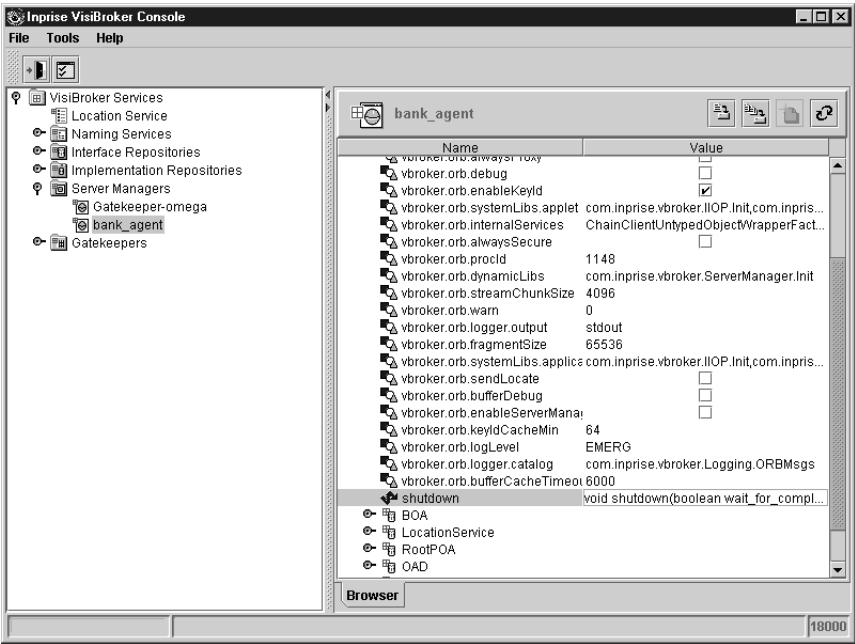 Inprise VisiBroker Console
File Tools Help
VisiBroker Services
Location Service
Naming Services
Interface Repositories
Implementation Repositories
Server Managers
Gatekeeper-omega
bank_agent
Gatekeepers
bank_agent
Name Value
vbroker.orb.alwaysProxy
vbroker.orb.debug
vbroker.orb.enableKeyId
vbroker.orb.systemLibs.applet com.inprise.vbroker.IIOP.Init,com.inpris...
vbroker.orb.internalServices ChainClientUntypedObjectWrapperFact...
vbroker.orb.alwaysSecure
vbroker.orb.procId 1148
vbroker.orb.dynamicLibs com.inprise.vbroker.ServerManager.Init
vbroker.orb.streamChunkSize 4096
vbroker.orb.warn 0
vbroker.orb.logger.output stdout
vbroker.orb.fragmentSize 65536
vbroker.orb.systemLibs.applica com.inprise.vbroker.IIOP.Init,com.inpris...
vbroker.orb.sendLocate
vbroker.orb.bufferDebug
vbroker.orb.enableServerMana
vbroker.orb.keyIdCacheMin 64
vbroker.orb.logLevel EMERG
vbroker.orb.logger.catalog com.inprise.vbroker.Logging.ORBMsgs
vbroker.orb.bufferCacheTimeou 6000
shutdown void shutdown(boolean wait_for_compl...
BOA
LocationService
RootPOA
OAD
Browser
18000